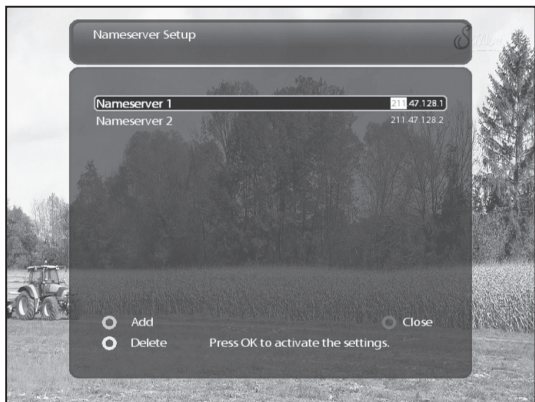 Nameserver Setup
Nameserver 1 211.47.128.1
Nameserver 2 211.47.128.2
Add Close
Delete Press OK to activate the settings.